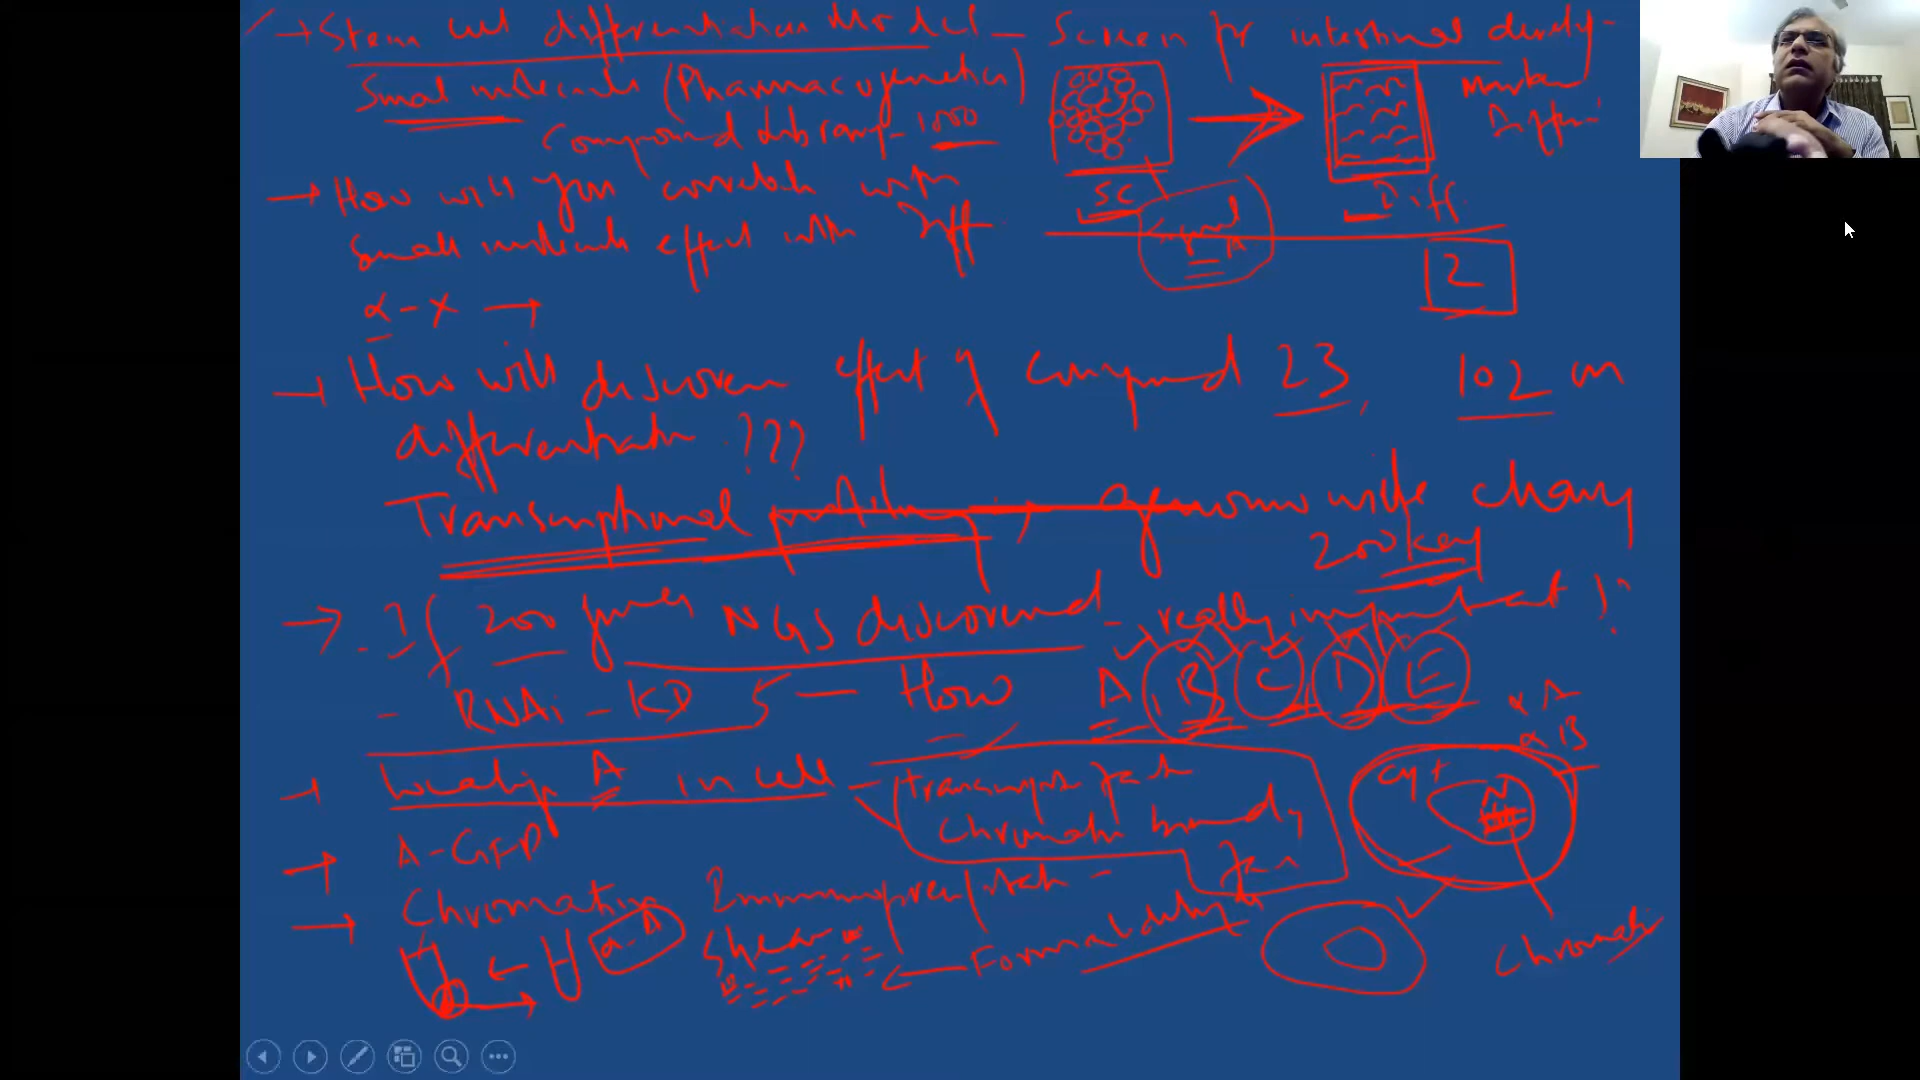 → Stem cell differentiation Model - Screen for intestinal
Small molecule (Pharmacogenetics)
Compound Library - 1000
Marker
SC
Diff
→ How will you correlate with
Small molecule effect with Diff
2
α - X →
→ How will discover effect of compound 23, 102 on
differentiation ???
Transcriptional profiling, genome wide change
200 key
→ If 200 genes NGS discovered - really important !?
- RNAi - KD 5 - How A B C D E
α A
α B
→ Localize A in cell - transcription fact
Chromatin binding
Cyt N
→ A-GFP
→ Chromatin Immunoprecipitation -
α-A Shear ← Formaldehyde
Chromatin